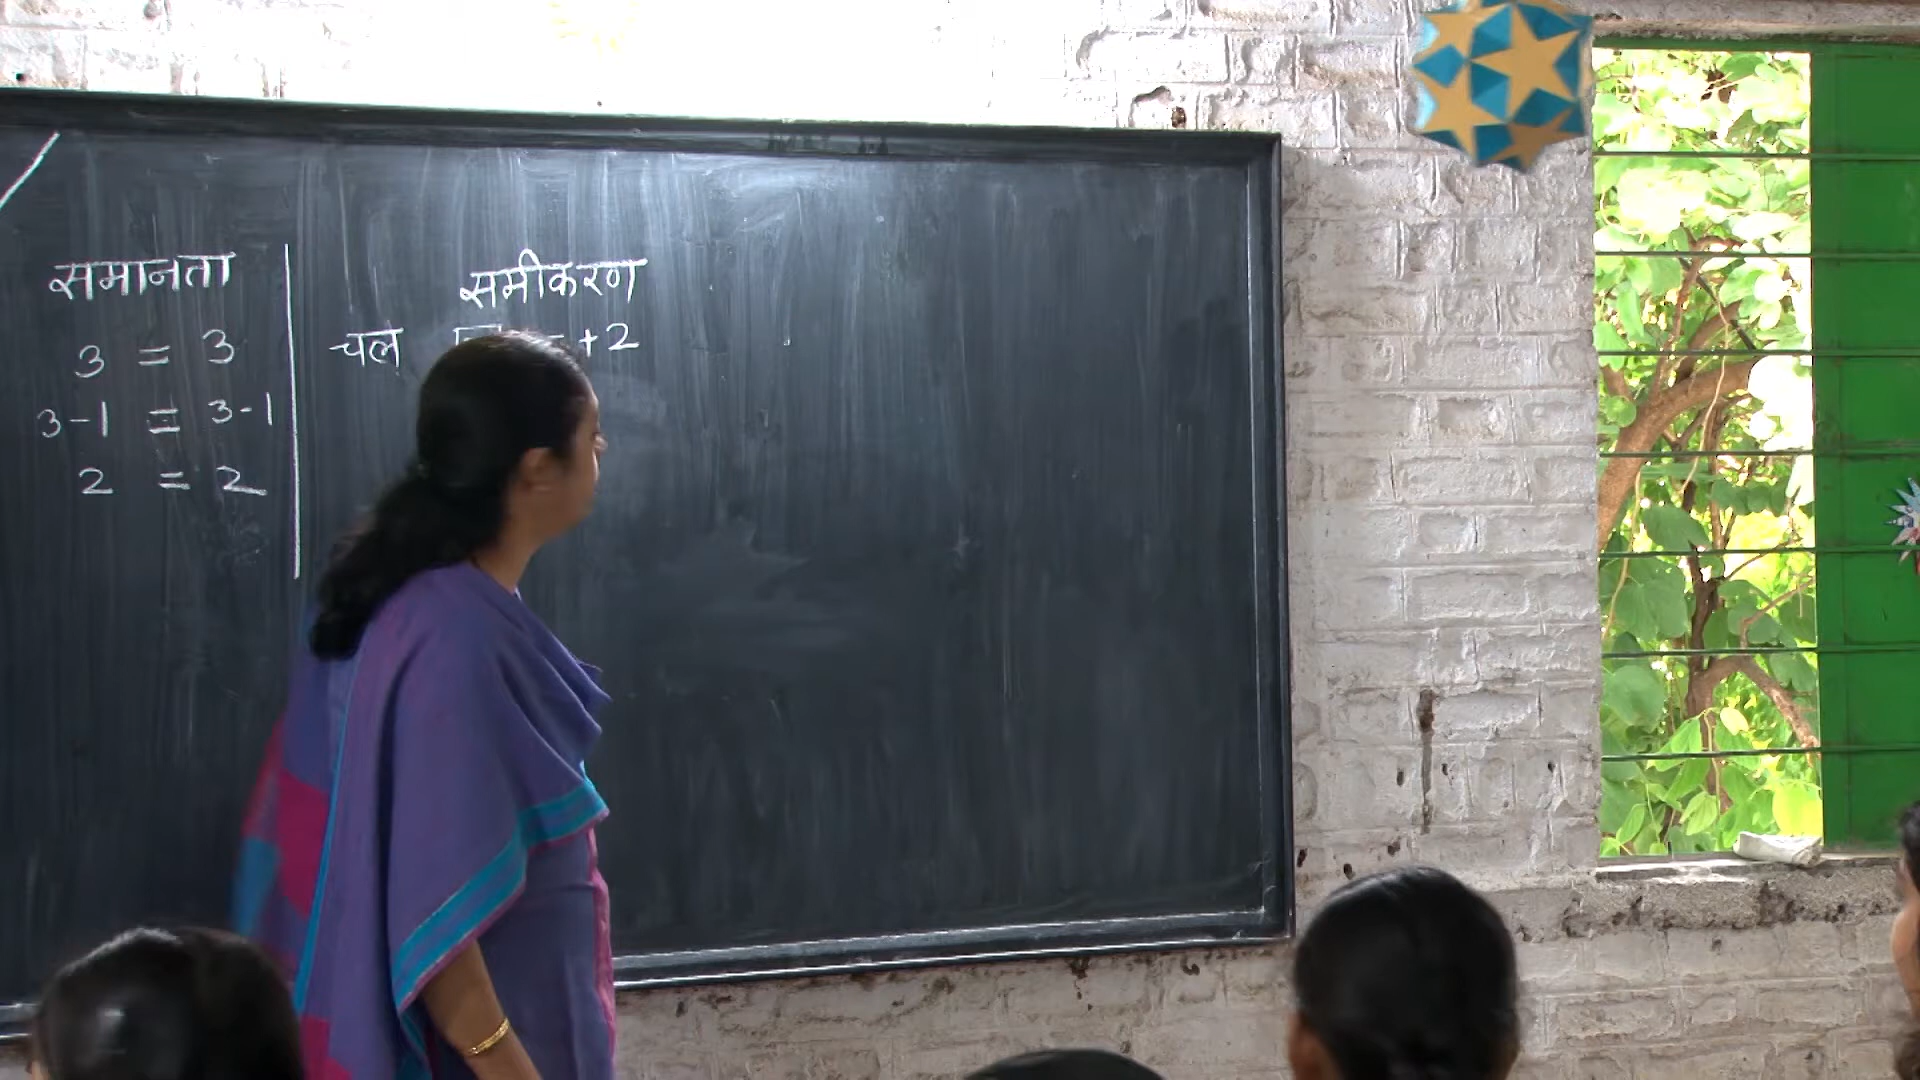 समानता
3 = 3
3-1 = 3-1
2 = 2
समीकरण
चल +2